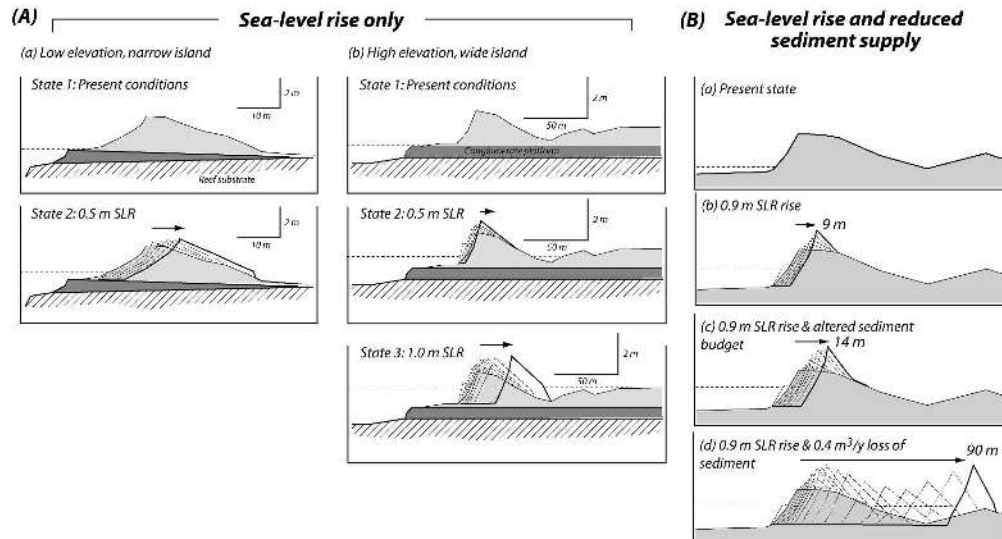 (A)
Sea-level rise only
(a) Low elevation, narrow island
State 1: Present conditions
2 m
10 m
Reef substrate
State 2: 0.5 m SLR
2 m
10 m
(b) High elevation, wide island
State 1: Present conditions
2 m
50 m
Conglomerate platform
State 2: 0.5 m SLR
2 m
50 m
State 3: 1.0 m SLR
2 m
50 m
(B)
Sea-level rise and reduced
sediment supply
(a) Present state
(b) 0.9 m SLR rise
9 m
(c) 0.9 m SLR rise & altered sediment
budget
14 m
(d) 0.9 m SLR rise & 0.4 m³/y loss of
sediment
90 m